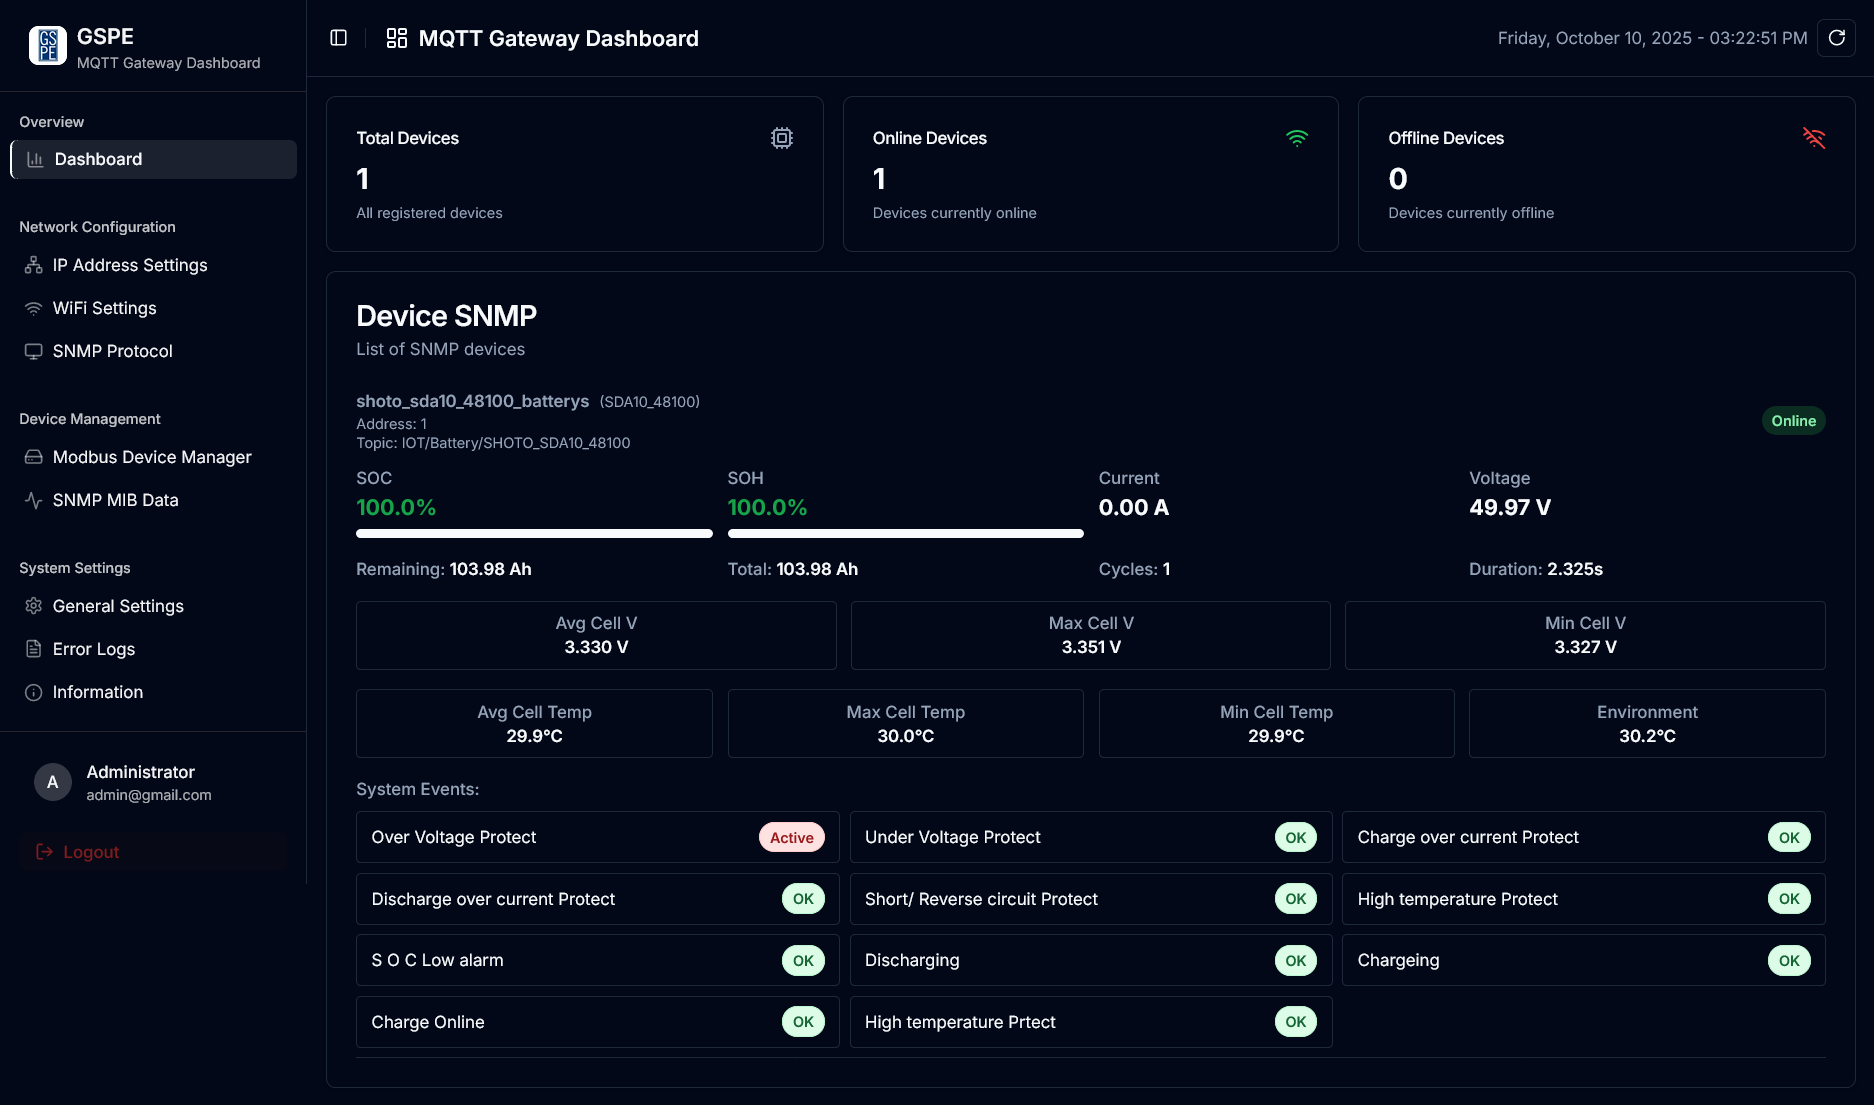 GS
PE
GSPE
MQTT Gateway Dashboard
Overview
Dashboard
Network Configuration
IP Address Settings
WiFi Settings
SNMP Protocol
Device Management
Modbus Device Manager
SNMP MIB Data
System Settings
General Settings
Error Logs
Information
A
Administrator
admin@gmail.com
Logout
MQTT Gateway Dashboard
Friday, October 10, 2025 - 03:22:51 PM
Total Devices
1
All registered devices
Online Devices
1
Devices currently online
Offline Devices
0
Devices currently offline
Device SNMP
List of SNMP devices
shoto_sda10_48100_batterys (SDA10_48100)
Address: 1
Topic: IOT/Battery/SHOTO_SDA10_48100
Online
SOC
100.0%
SOH
100.0%
Current
0.00 A
Voltage
49.97 V
Remaining: 103.98 Ah
Total: 103.98 Ah
Cycles: 1
Duration: 2.325s
Avg Cell V
3.330 V
Max Cell V
3.351 V
Min Cell V
3.327 V
Avg Cell Temp
29.9°C
Max Cell Temp
30.0°C
Min Cell Temp
29.9°C
Environment
30.2°C
System Events:
Over Voltage Protect Active
Under Voltage Protect OK
Charge over current Protect OK
Discharge over current Protect OK
Short/ Reverse circuit Protect OK
High temperature Protect OK
S O C Low alarm OK
Discharging OK
Chargeing OK
Charge Online OK
High temperature Prtect OK